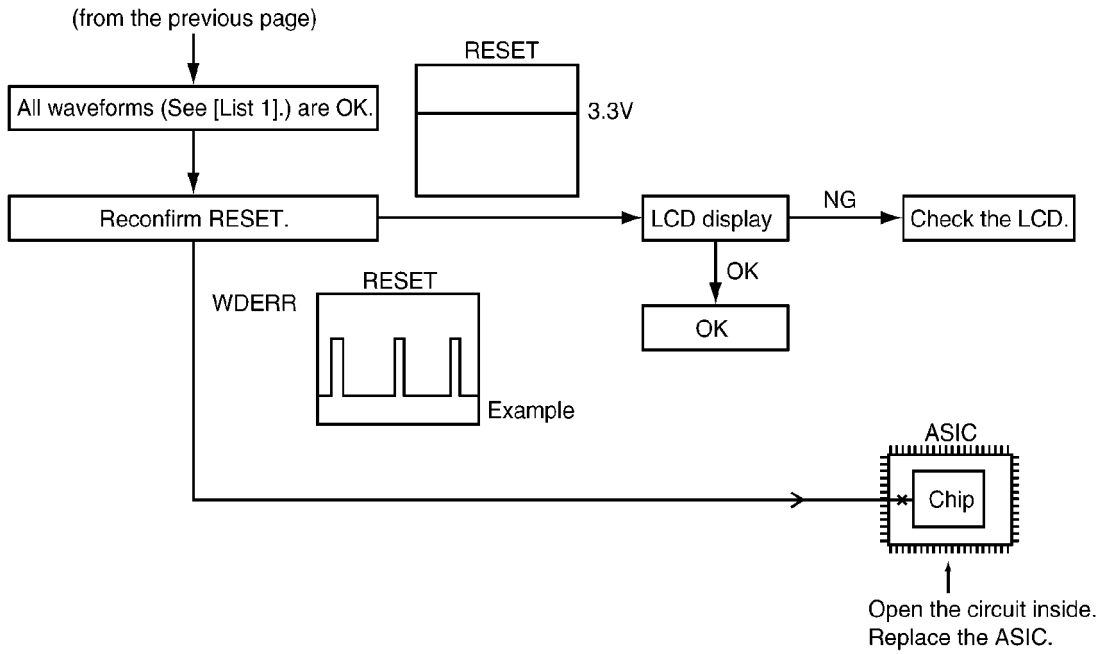 (from the previous page)
All waveforms (See [List 1].) are OK.
RESET
3.3V
Reconfirm RESET.
LCD display
NG
Check the LCD.
OK
OK
WDERR
RESET
Example
ASIC
Chip
Open the circuit inside.
Replace the ASIC.